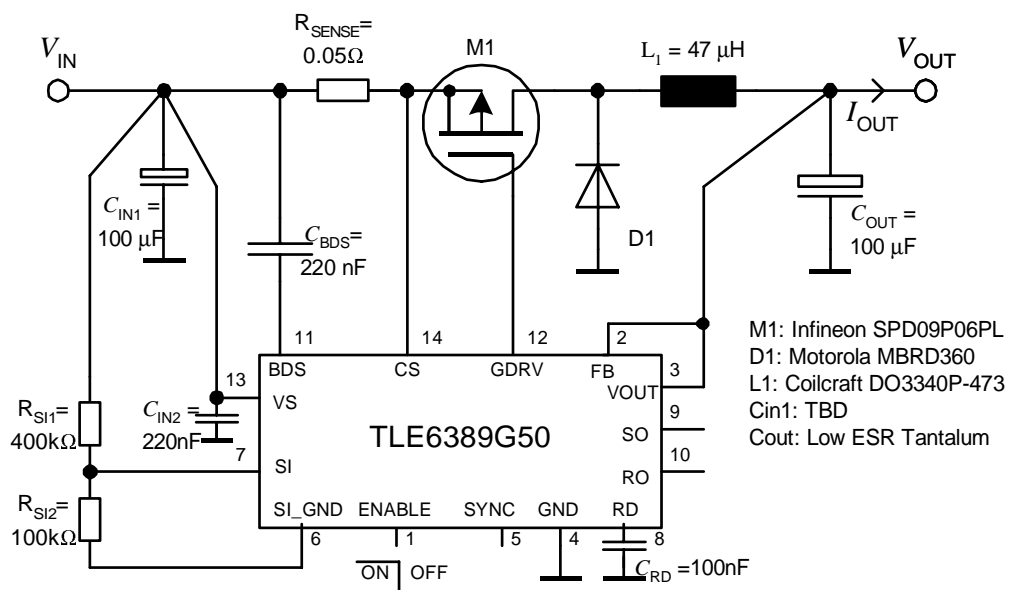 V_IN
R_SENSE=
0.05Ω
M1
L₁ = 47 μH
V_OUT
I_OUT
C_IN1 =
100 μF
C_BDS=
220 nF
D1
C_OUT =
100 μF
11
14
12
2
M1: Infineon SPD09P06PL
D1: Motorola MBRD360
L1: Coilcraft DO3340P-473
Cin1: TBD
Cout: Low ESR Tantalum
BDS
CS
GDRV
FB
3
VOUT
13
VS
R_SI1=
400kΩ
C_IN2=
220nF
TLE6389G50
9
SO
7
SI
10
RO
R_SI2=
100kΩ
SI_GND
ENABLE
SYNC
GND
RD
6
1
5
4
8
ON
OFF
C_RD =100nF